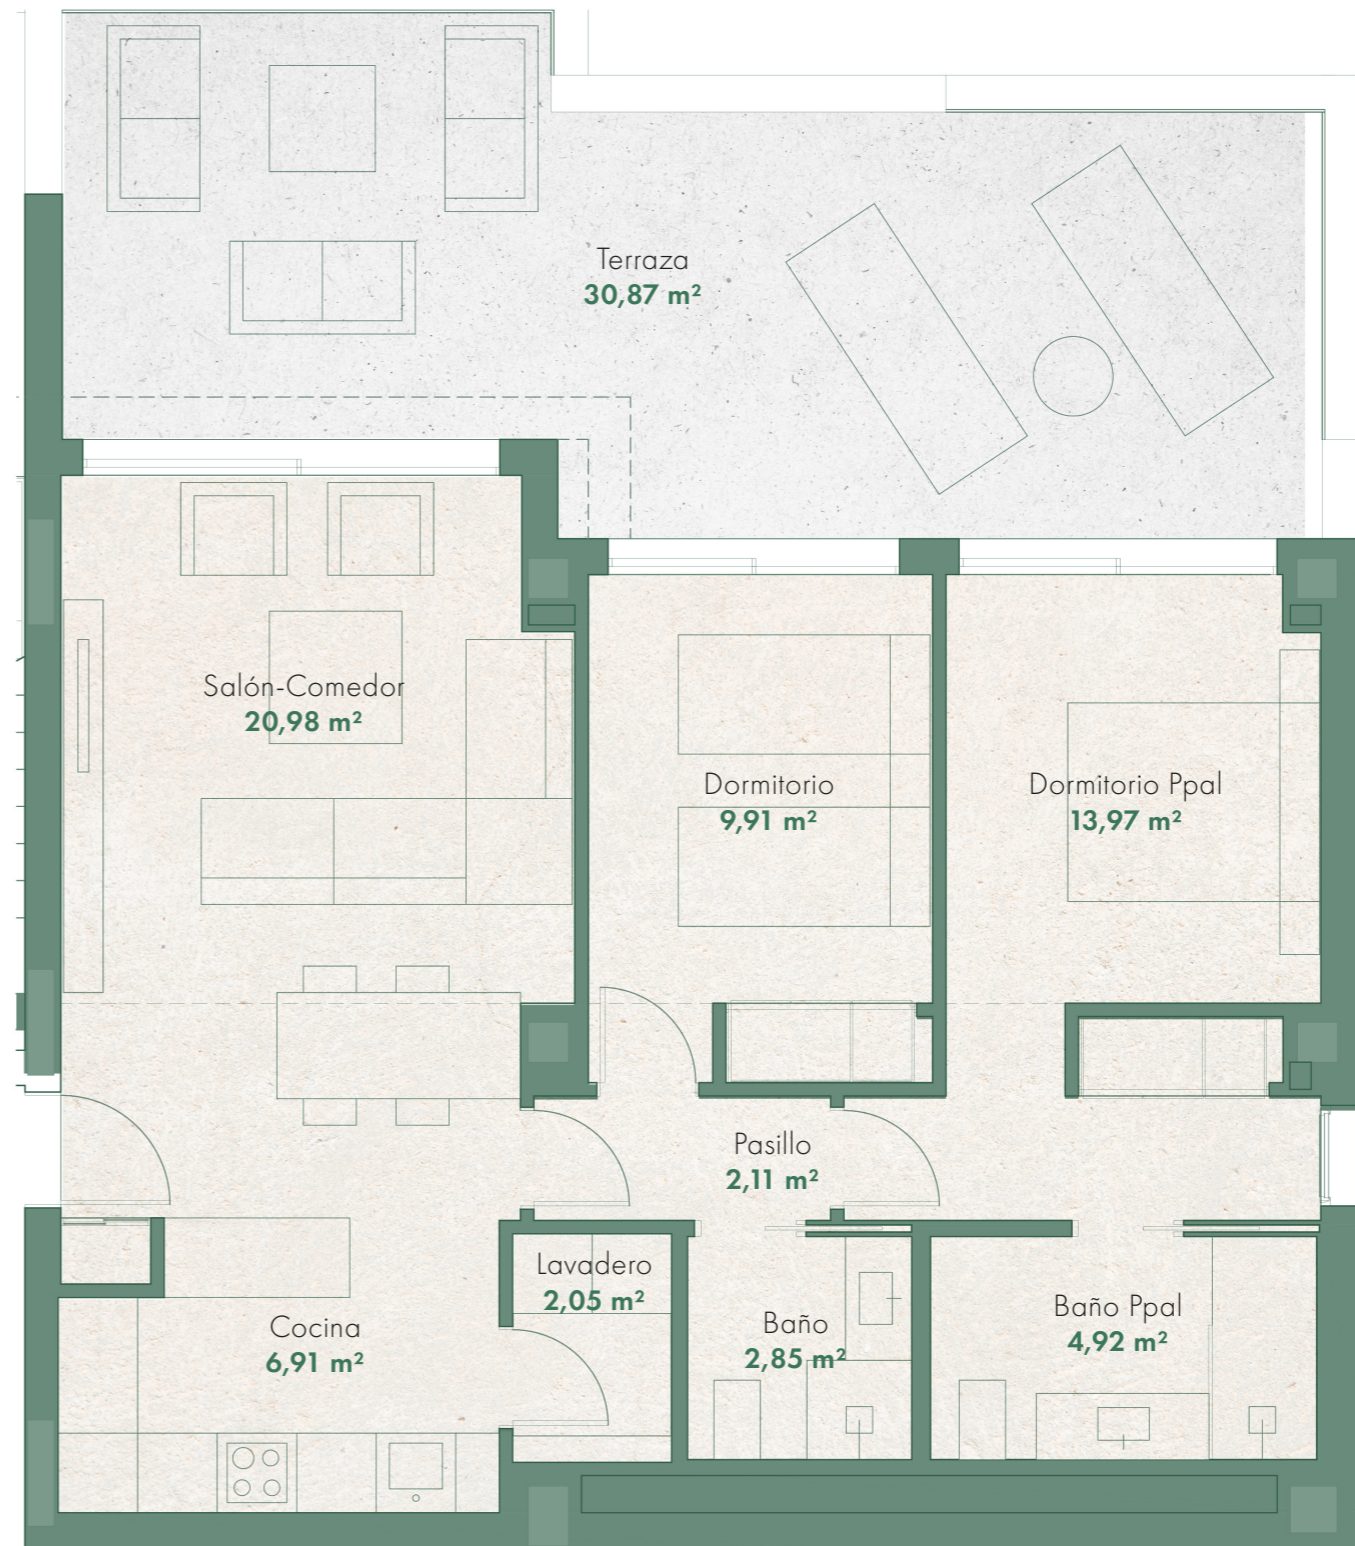 Terraza
30,87 m²
Salón-Comedor
20,98 m²
Dormitorio
9,91 m²
Dormitorio Ppal
13,97 m²
Pasillo
2,11 m²
Lavadero
2,05 m²
Cocina
6,91 m²
Baño
2,85 m²
Baño Ppal
4,92 m²